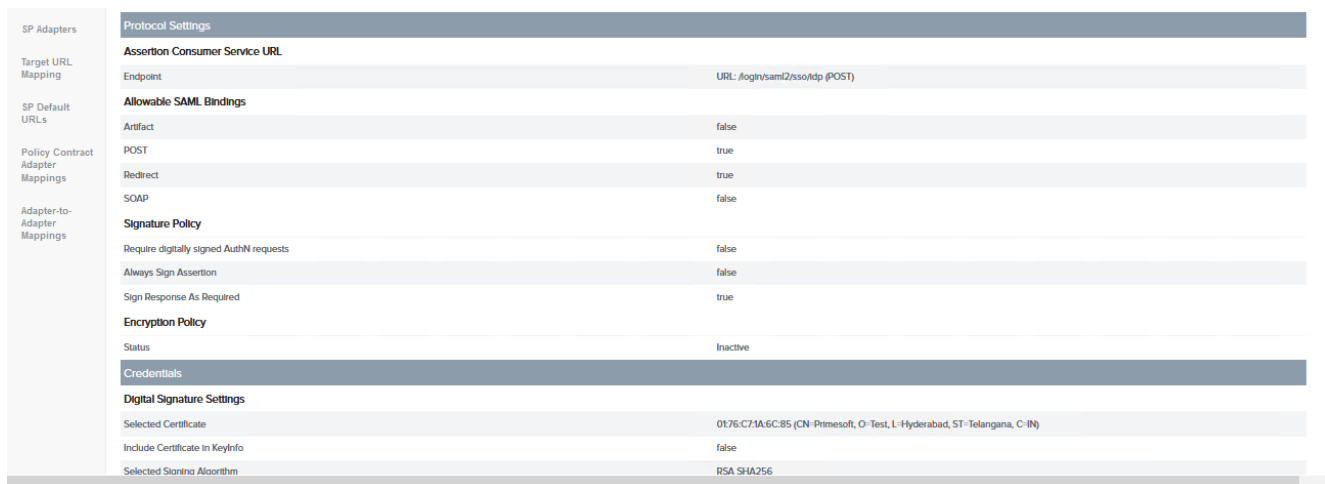 SP Adapters
Target URL
Mapping
SP Default
URLs
Policy Contract
Adapter
Mappings
Adapter-to-
Adapter
Mappings
Protocol Settings
Assertion Consumer Service URL
Endpoint URL: /login/saml2/sso/idp (POST)
Allowable SAML Bindings
Artifact false
POST true
Redirect true
SOAP false
Signature Policy
Require digitally signed AuthN requests false
Always Sign Assertion false
Sign Response As Required true
Encryption Policy
Status Inactive
Credentials
Digital Signature Settings
Selected Certificate 01:76:C7:1A:6C:85 (CN=Primesoft, O=Test, L=Hyderabad, ST=Telangana, C=IN)
Include Certificate in KeyInfo false
Selected Signing Algorithm RSA SHA256